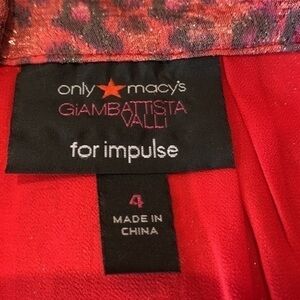 only ★ macy's
GiAMBATTISTA
VALLI
for impulse
4
MADE IN
CHINA